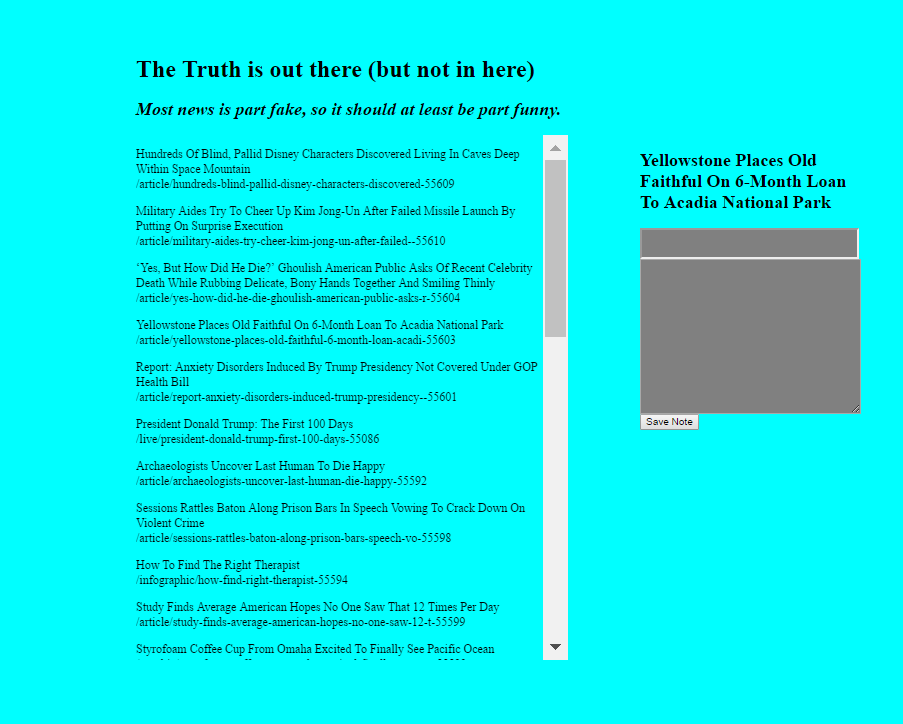 The Truth is out there (but not in here)
Most news is part fake, so it should at least be part funny.
Hundreds Of Blind, Pallid Disney Characters Discovered Living In Caves Deep
Within Space Mountain
/article/hundreds-blind-pallid-disney-characters-discovered-55609
Military Aides Try To Cheer Up Kim Jong-Un After Failed Missile Launch By
Putting On Surprise Execution
/article/military-aides-try-cheer-kim-jong-un-after-failed--55610
‘Yes, But How Did He Die?’ Ghoulish American Public Asks Of Recent Celebrity
Death While Rubbing Delicate, Bony Hands Together And Smiling Thinly
/article/yes-how-did-he-die-ghoulish-american-public-asks-r-55604
Yellowstone Places Old Faithful On 6-Month Loan To Acadia National Park
/article/yellowstone-places-old-faithful-6-month-loan-acadi-55603
Report: Anxiety Disorders Induced By Trump Presidency Not Covered Under GOP
Health Bill
/article/report-anxiety-disorders-induced-trump-presidency--55601
President Donald Trump: The First 100 Days
/live/president-donald-trump-first-100-days-55086
Archaeologists Uncover Last Human To Die Happy
/article/archaeologists-uncover-last-human-die-happy-55592
Sessions Rattles Baton Along Prison Bars In Speech Vowing To Crack Down On
Violent Crime
/article/sessions-rattles-baton-along-prison-bars-speech-vo-55598
How To Find The Right Therapist
/infographic/how-find-right-therapist-55594
Study Finds Average American Hopes No One Saw That 12 Times Per Day
/article/study-finds-average-american-hopes-no-one-saw-12-t-55599
Styrofoam Coffee Cup From Omaha Excited To Finally See Pacific Ocean
Yellowstone Places Old
Faithful On 6-Month Loan
To Acadia National Park
Save Note